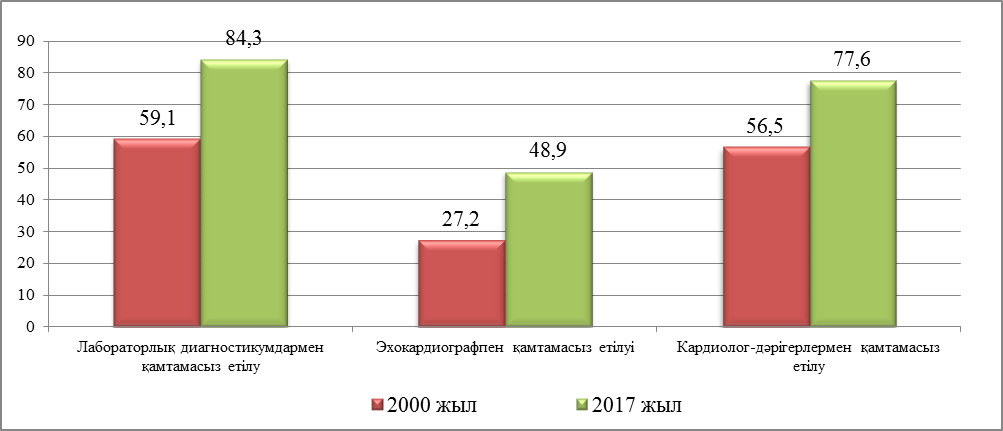 90
80
70
60
50
40
30
20
10
0
59,1
84,3
27,2
48,9
56,5
77,6
Лабораторлық диагностикумдармен
қамтамасыз етілу
Эхокардиографпен қамтамасыз етілуі
Кардиолог-дәрігерлермен қамтамасыз
етілу
2000 жыл
2017 жыл